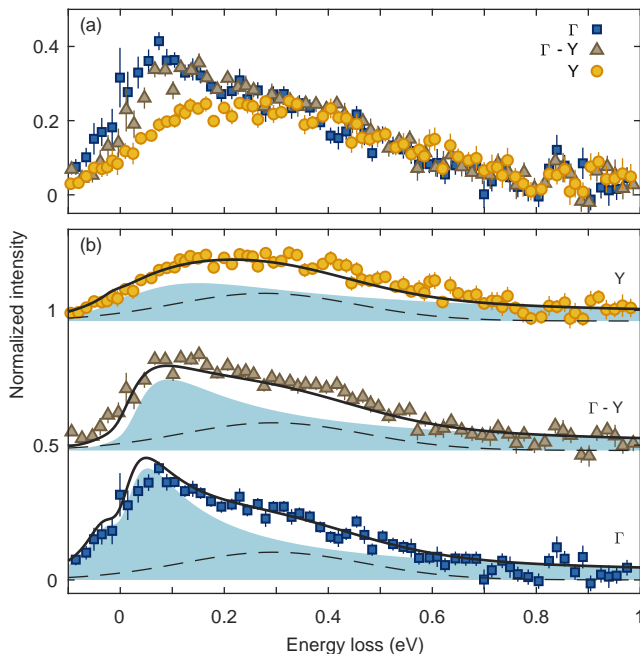 (a)
Γ
Γ - Y
Y
0.4
0.2
0
(b)
Y
1
Γ - Y
0.5
Γ
0
Normalized intensity
0 0.2 0.4 0.6 0.8 1
Energy loss (eV)